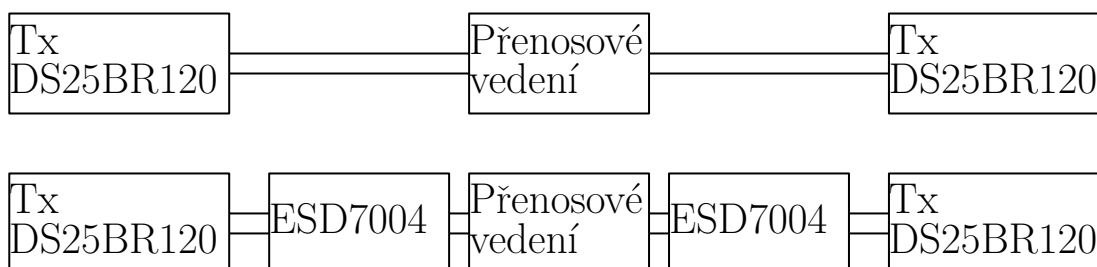 Tx
DS25BR120
Přenosové
vedení
Tx
DS25BR120
Tx
DS25BR120
ESD7004
Přenosové
vedení
ESD7004
Tx
DS25BR120